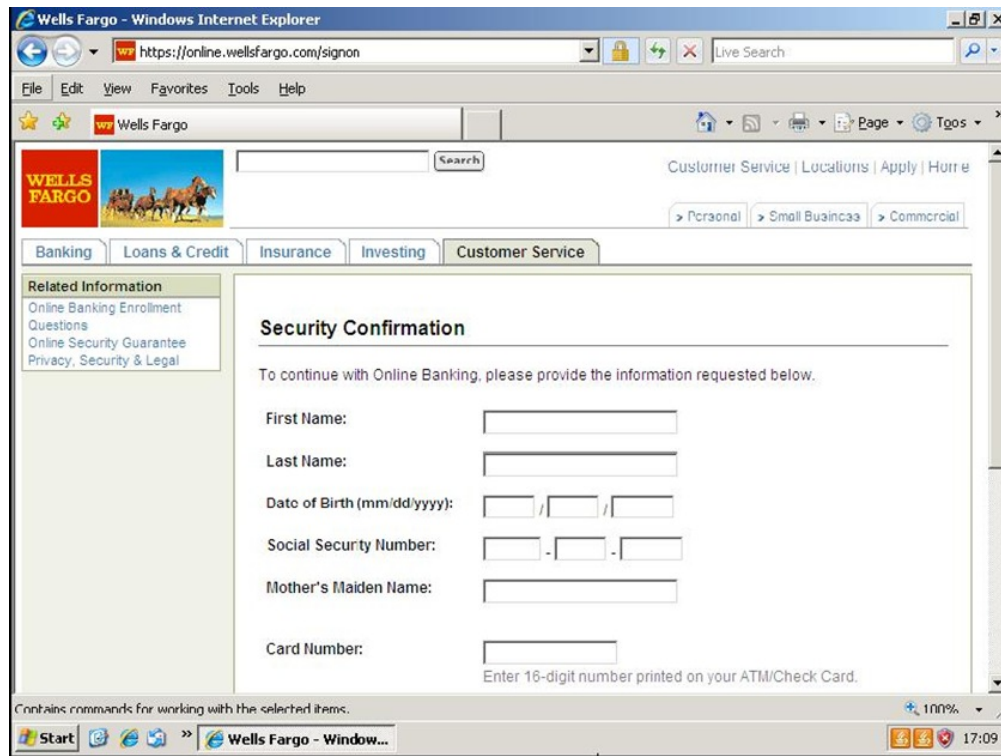 Wells Fargo - Windows Internet Explorer
https://online.wellsfargo.com/signon
Live Search
File Edit View Favorites Tools Help
Wells Fargo
Page Toos
WELLS
FARGO
Search
Customer Service | Locations | Apply | Home
> Personal > Small Business > Commercial
Banking Loans & Credit Insurance Investing Customer Service
Related Information
Online Banking Enrollment
Questions
Online Security Guarantee
Privacy, Security & Legal
Security Confirmation
To continue with Online Banking, please provide the information requested below.
First Name:
Last Name:
Date of Birth (mm/dd/yyyy):
/ /
Social Security Number:
- -
Mother's Maiden Name:
Card Number:
Enter 16-digit number printed on your ATM/Check Card.
Contains commands for working with the selected items.
100%
Start » Wells Fargo - Window... 17:09